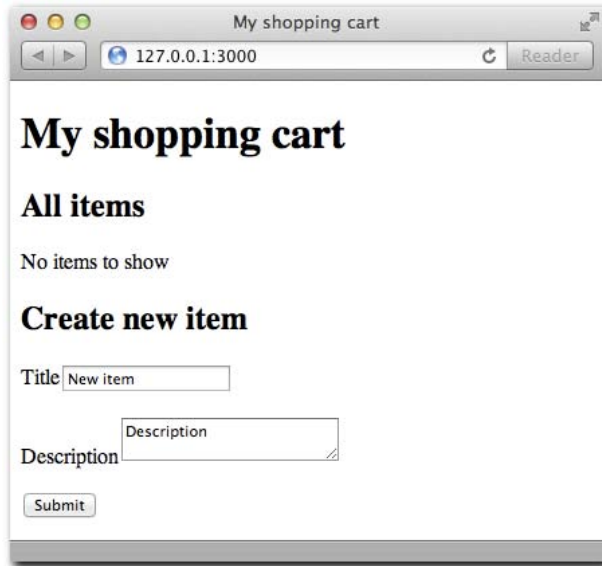 My shopping cart
127.0.0.1:3000
Reader
My shopping cart
All items
No items to show
Create new item
Title New item
Description Description
Submit